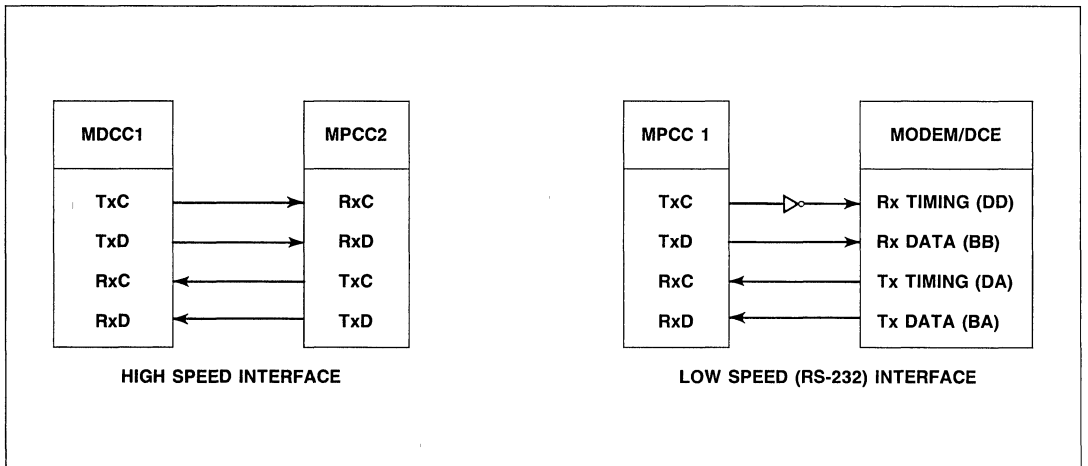 MDCC1
MPCC2
TxC
RxC
TxD
RxD
RxC
TxC
RxD
TxD
HIGH SPEED INTERFACE
MPCC 1
MODEM/DCE
TxC
Rx TIMING (DD)
TxD
Rx DATA (BB)
RxC
Tx TIMING (DA)
RxD
Tx DATA (BA)
LOW SPEED (RS-232) INTERFACE